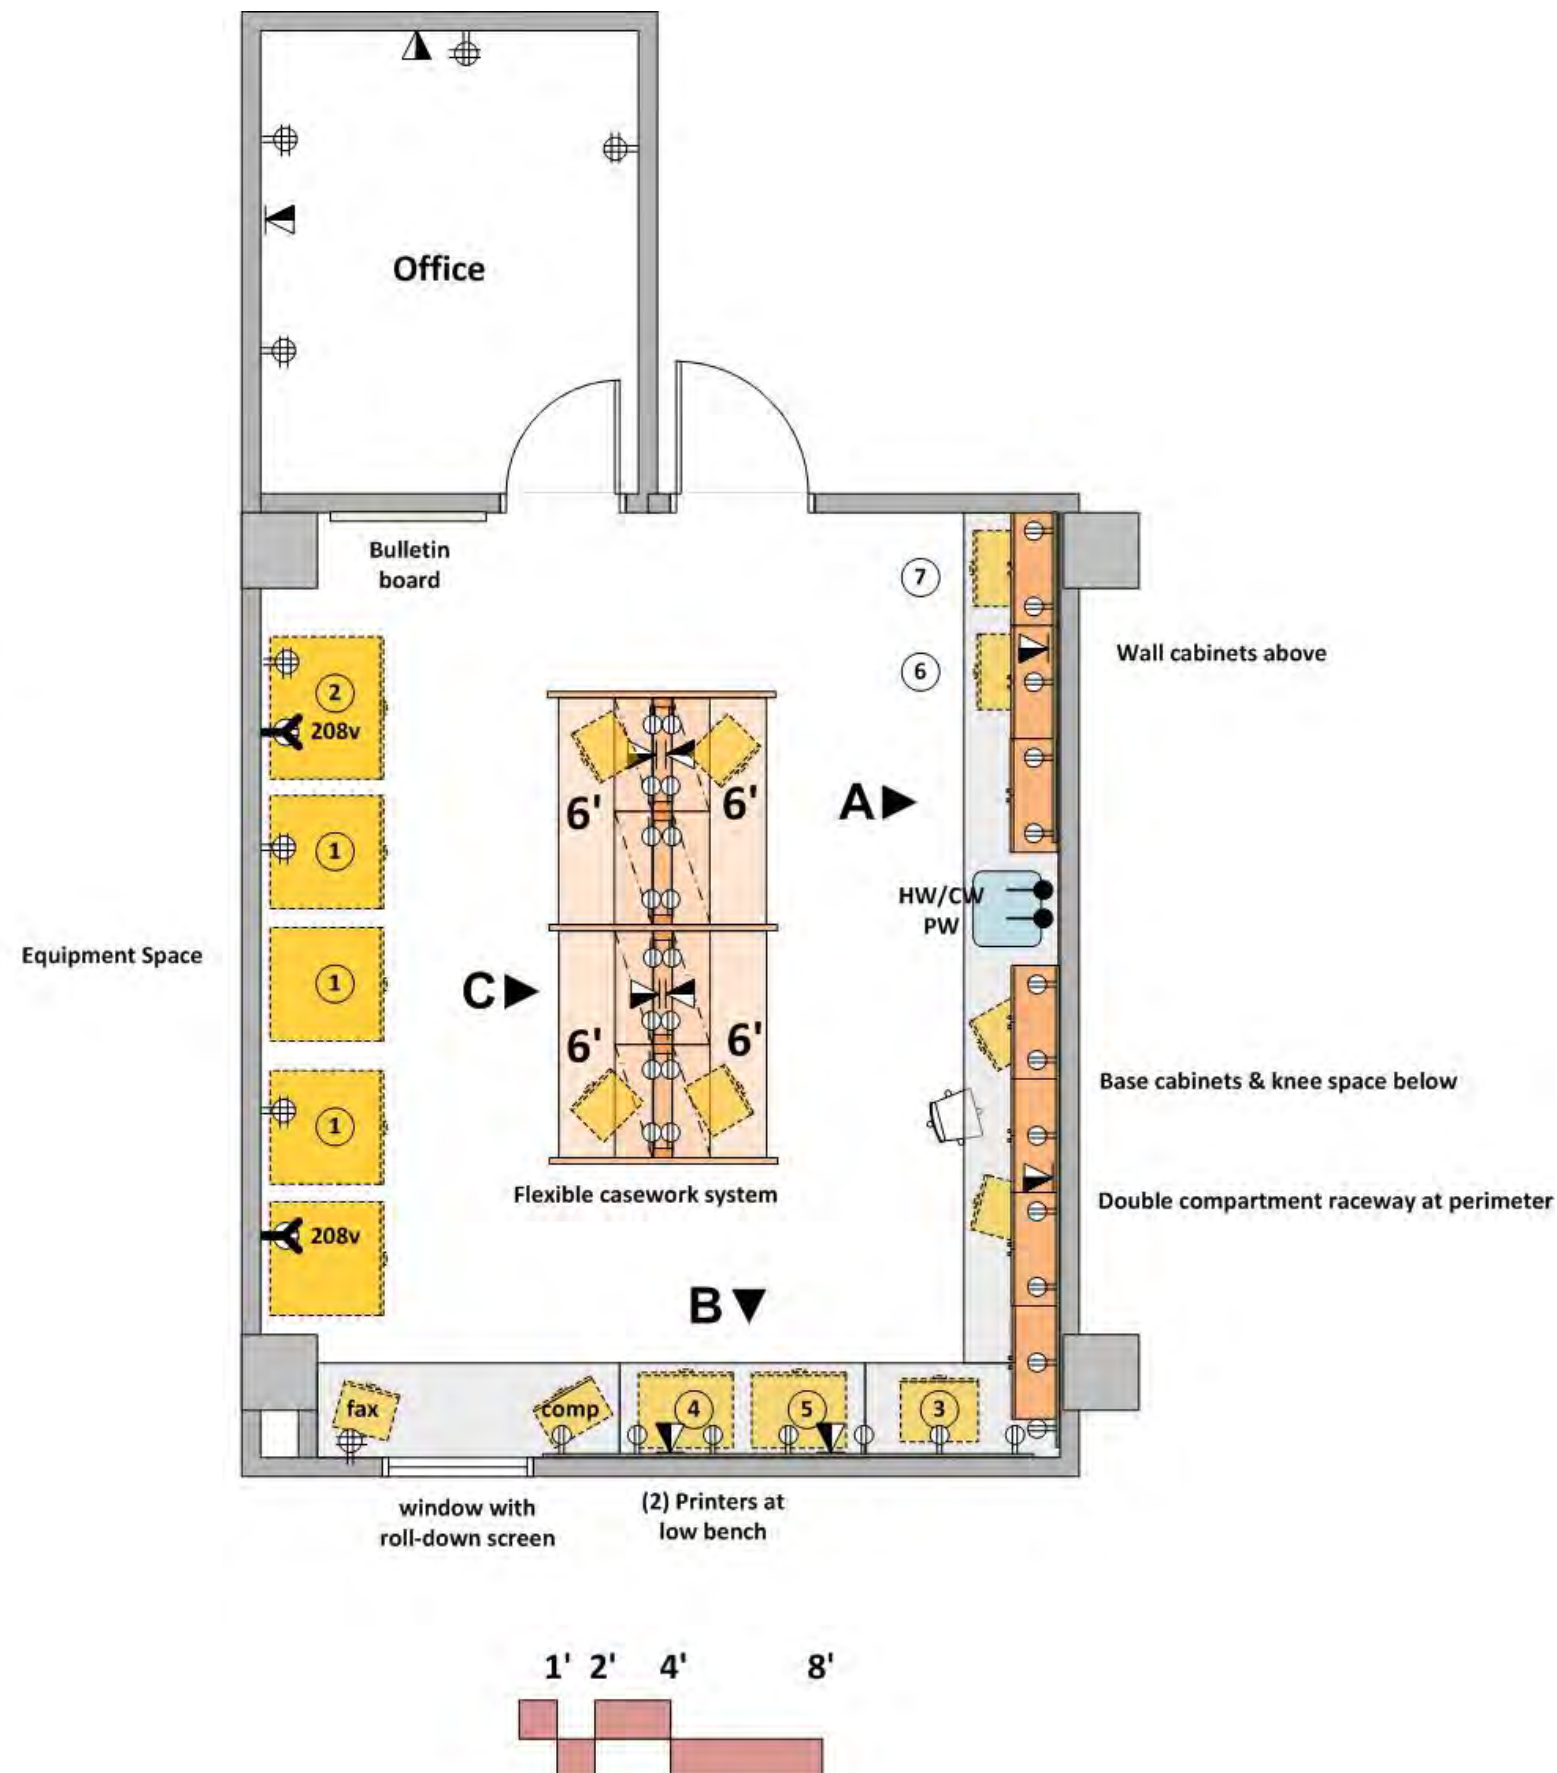 Office
Bulletin
board
7
Wall cabinets above
6
2
208v
6'
6'
A
1
HW/CW
PW
Equipment Space
1
C
6'
6'
Base cabinets & knee space below
1
Flexible casework system
Double compartment raceway at perimeter
208v
B
fax
comp
4
5
3
window with
roll-down screen
(2) Printers at
low bench
1' 2' 4' 8'